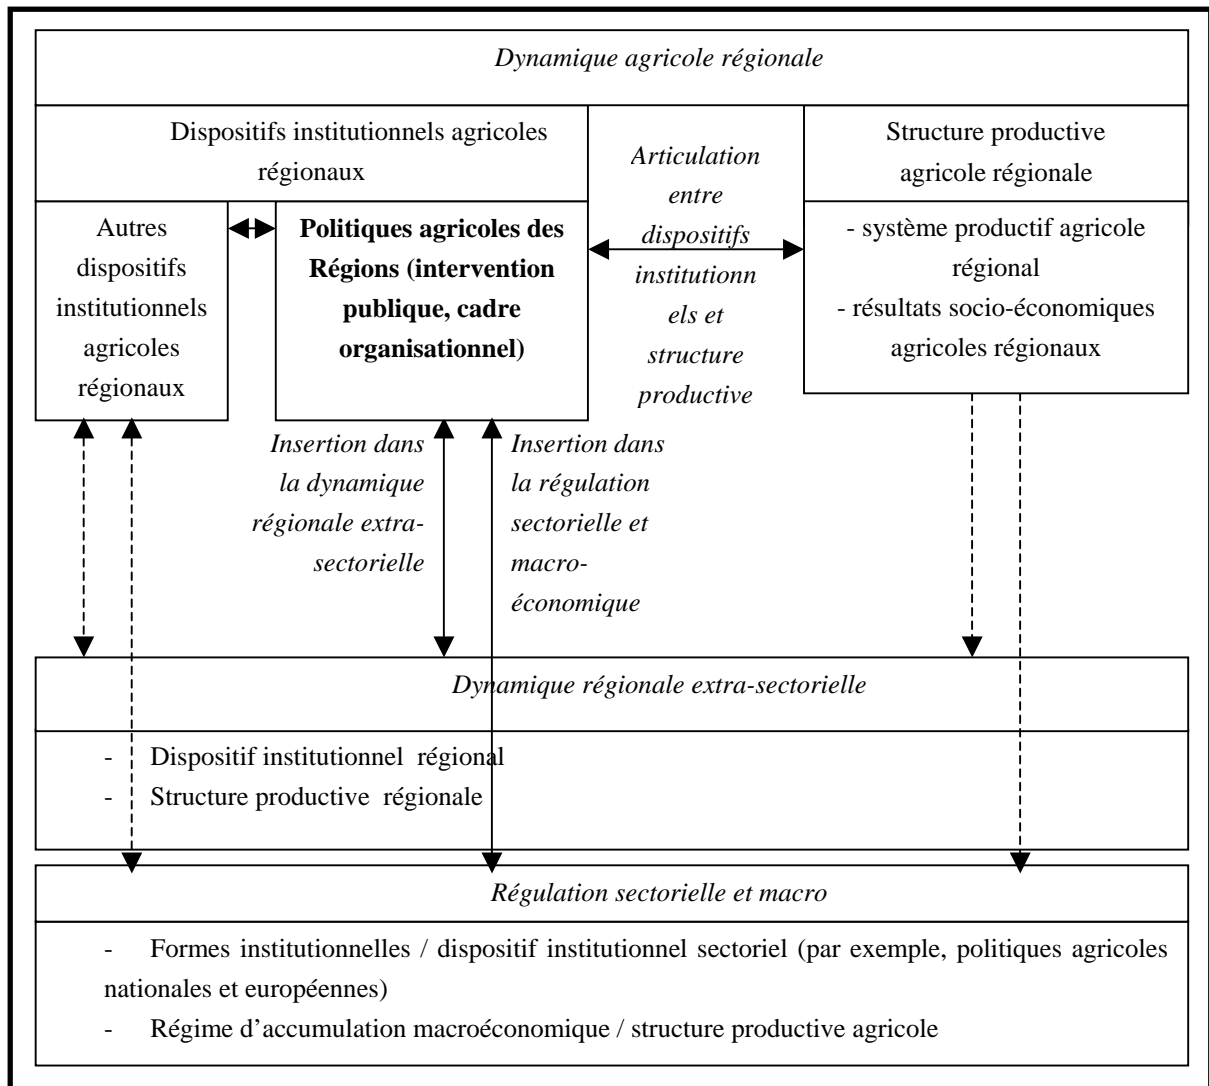 Dynamique agricole régionale
Dispositifs institutionnels agricoles
régionaux
Articulation
entre
dispositifs
institutionn
els et
structure
productive
Structure productive
agricole régionale
Autres
dispositifs
institutionnels
agricoles
régionaux
Politiques agricoles des
Régions (intervention
publique, cadre
organisationnel)
- système productif agricole
régional
- résultats socio-économiques
agricoles régionaux
Insertion dans
la dynamique
régionale extra-
sectorielle
Insertion dans
la régulation
sectorielle et
macro-
économique
Dynamique régionale extra-sectorielle
- Dispositif institutionnel régional
- Structure productive régionale
Régulation sectorielle et macro
- Formes institutionnelles / dispositif institutionnel sectoriel (par exemple, politiques agricoles
nationales et européennes)
- Régime d’accumulation macroéconomique / structure productive agricole